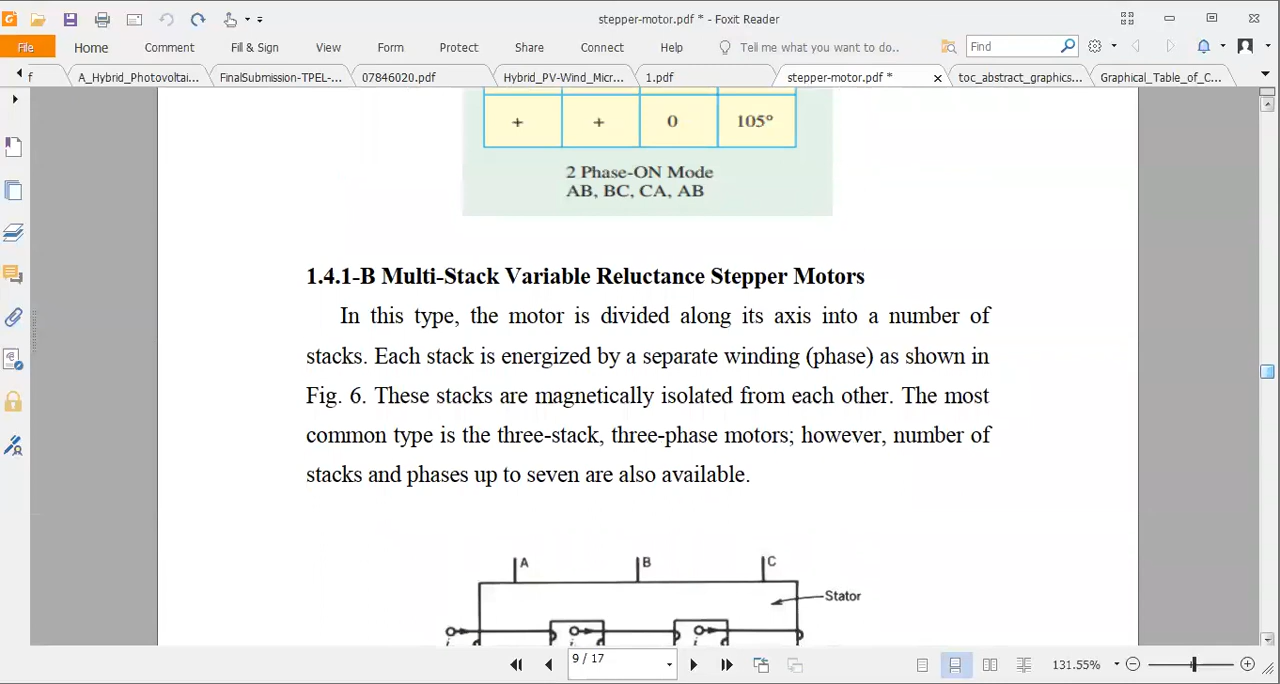 stepper-motor.pdf * - Foxit Reader
File Home Comment Fill & Sign View Form Protect Share Connect Help Tell me what you want to do.. Find
f A_Hybrid_Photovoltai... FinalSubmission-TPEL-... 07846020.pdf Hybrid_PV-Wind_Micr... 1.pdf stepper-motor.pdf * toc_abstract_graphics... Graphical_Table_of_C...
+ + 0 105º
2 Phase-ON Mode
AB, BC, CA, AB
1.4.1-B Multi-Stack Variable Reluctance Stepper Motors
In this type, the motor is divided along its axis into a number of
stacks. Each stack is energized by a separate winding (phase) as shown in
Fig. 6. These stacks are magnetically isolated from each other. The most
common type is the three-stack, three-phase motors; however, number of
stacks and phases up to seven are also available.
A B C
Stator
9 / 17 131.55%